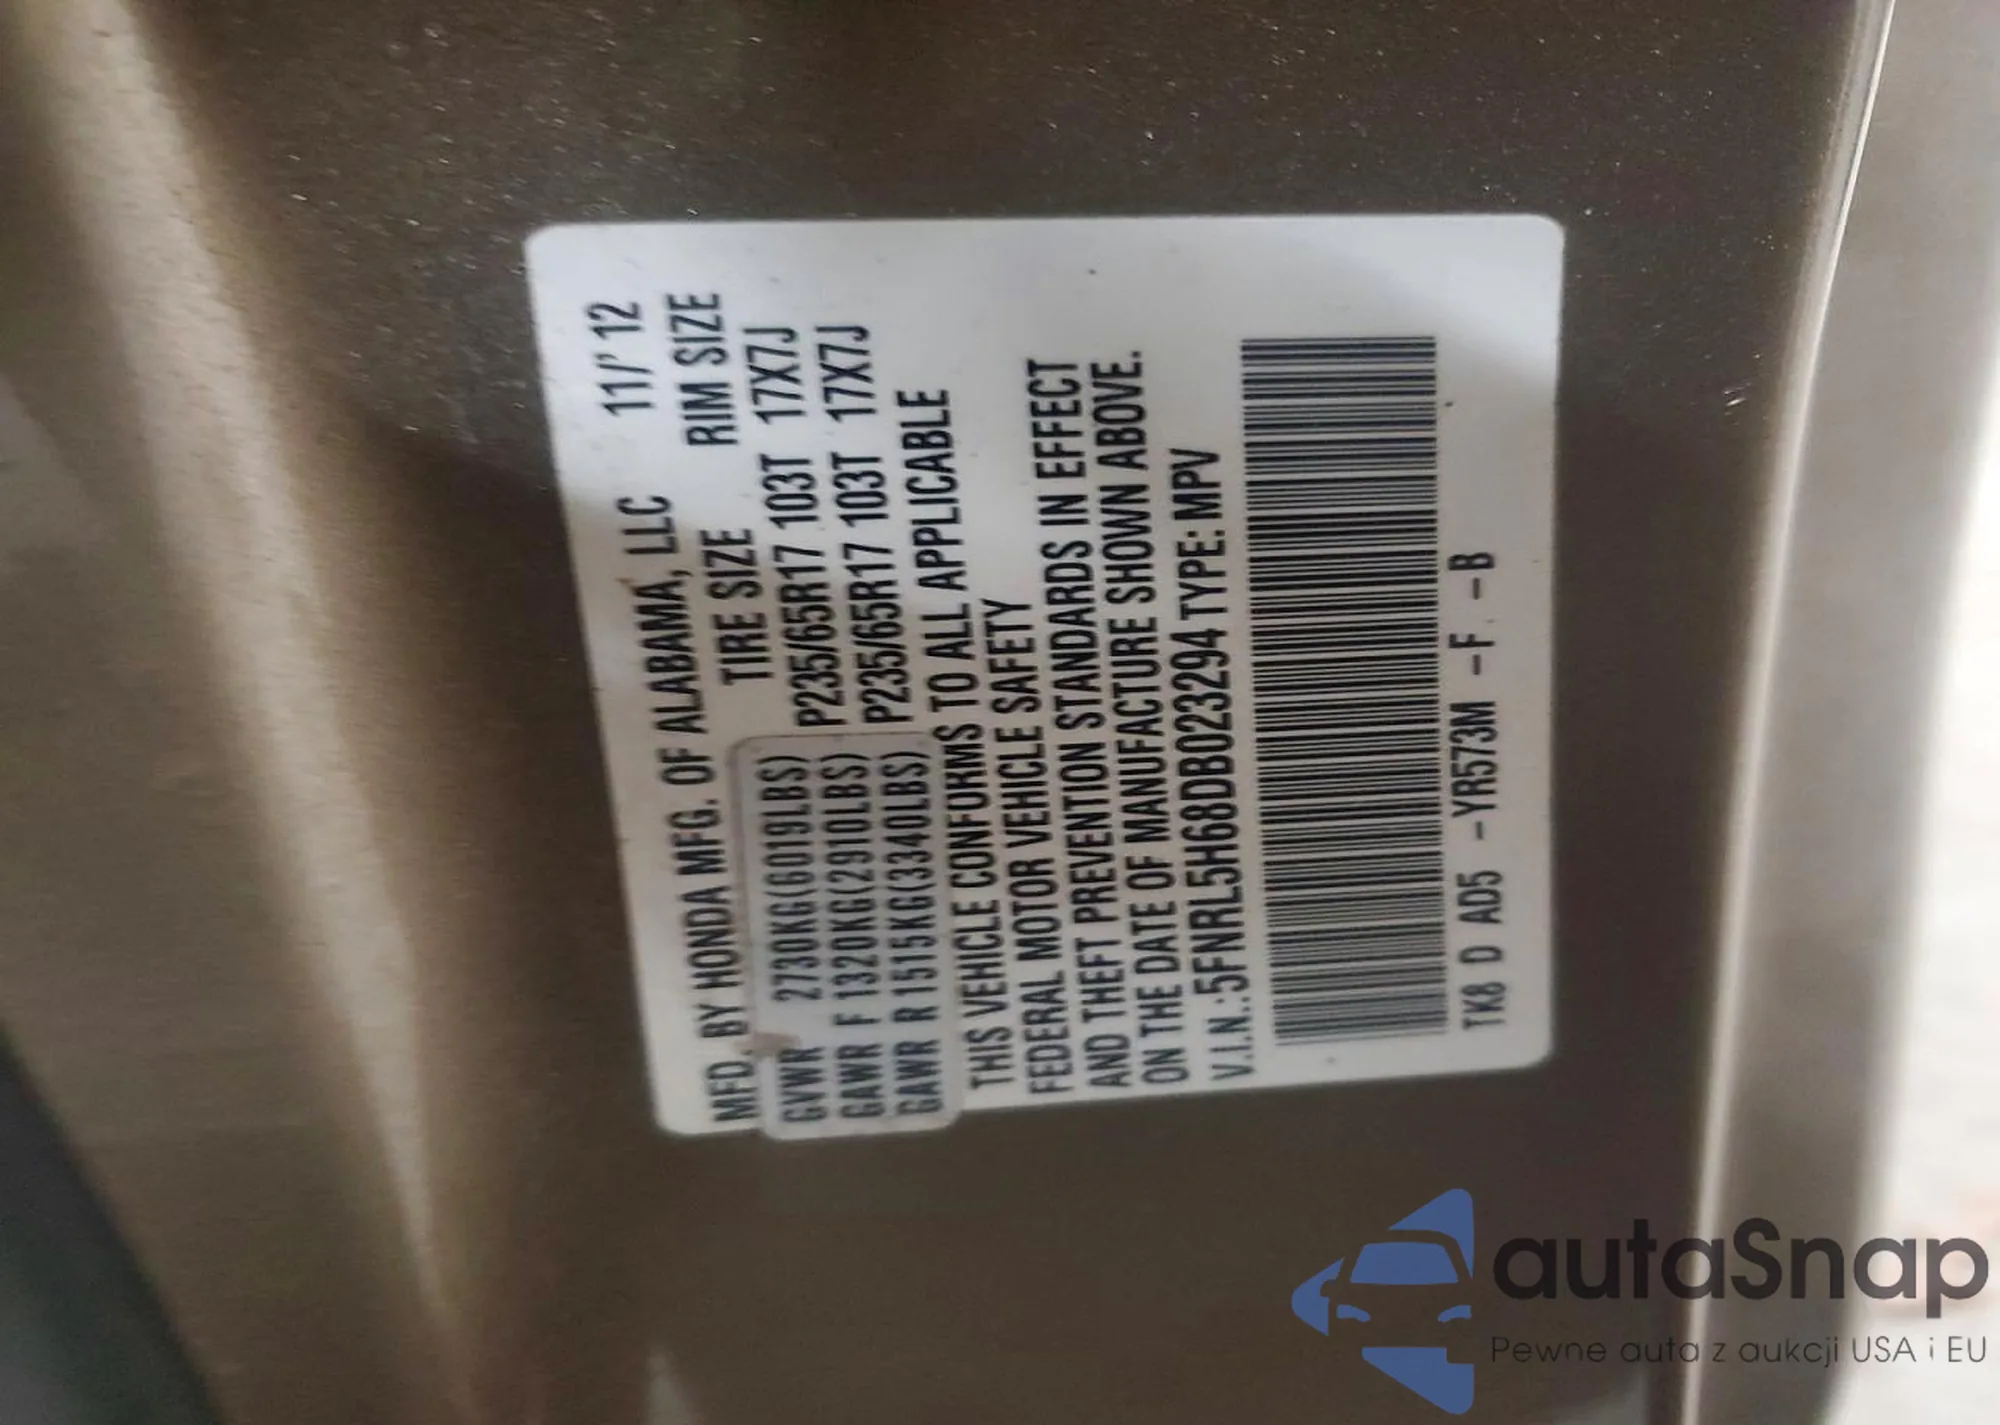 MFD. BY HONDA MFG. OF ALABAMA, LLC 11/'12
TIRE SIZE RIM SIZE
GVWR 2730KG(6019LBS)
GAWR F 1320KG(2910LBS) P235/65R17 103T 17X7J
GAWR R 1515KG(3340LBS) P235/65R17 103T 17X7J
THIS VEHICLE CONFORMS TO ALL APPLICABLE
FEDERAL MOTOR VEHICLE SAFETY
AND THEFT PREVENTION STANDARDS IN EFFECT
ON THE DATE OF MANUFACTURE SHOWN ABOVE.
V.I.N.:5FNRL5H68DB023294 TYPE: MPV
TK8 D AD5 -YR573M -F. -B
autaSnap
Pewne auta z aukcji USA i EU